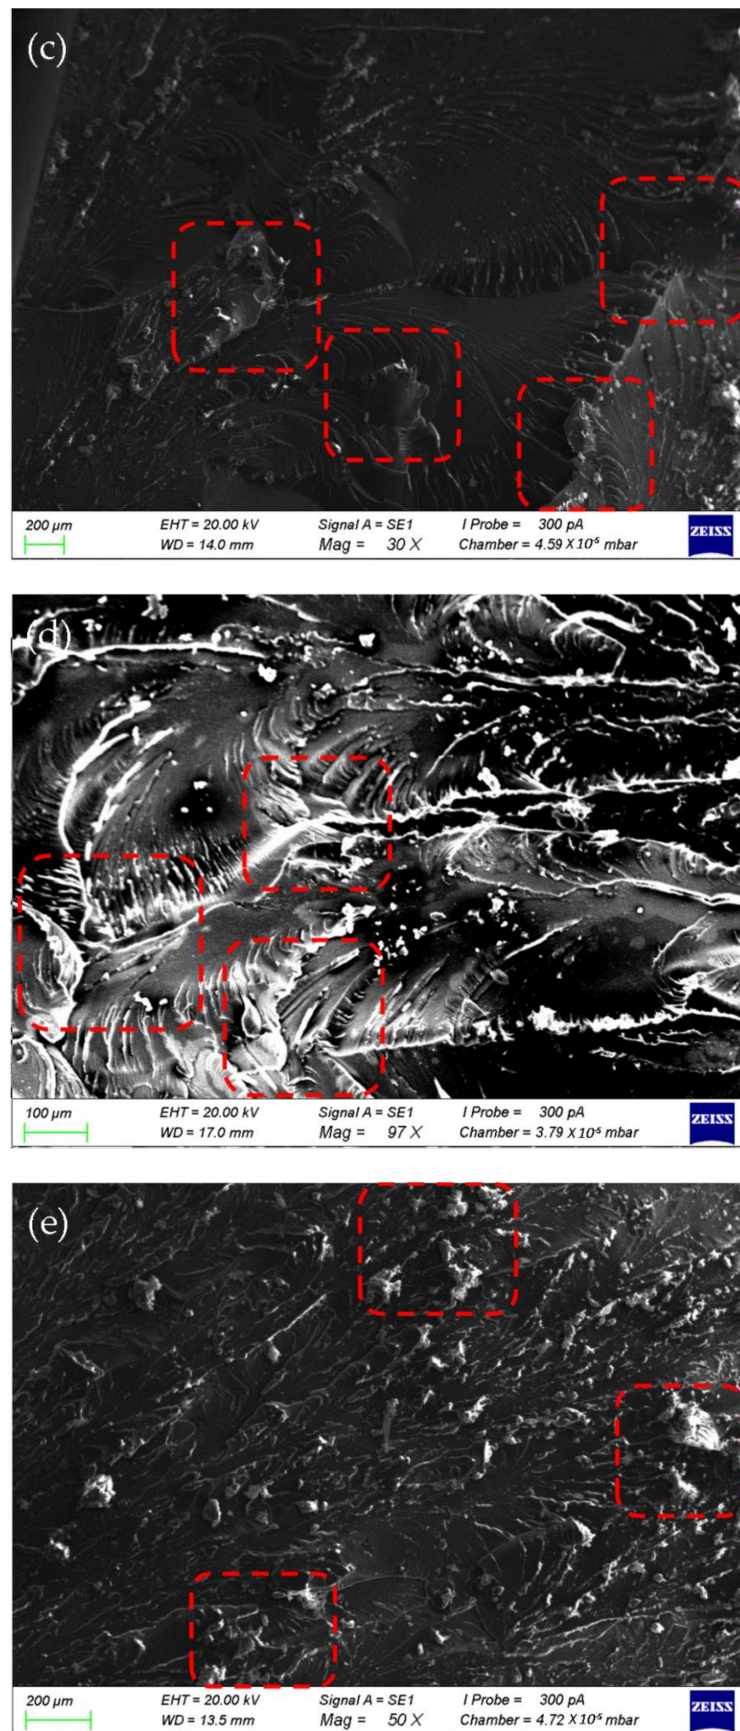 (c)
200 µm
EHT = 20.00 kV
WD = 14.0 mm
Signal A = SE1
Mag = 30 X
I Probe = 300 pA
Chamber = 4.59 X 10⁻⁵ mbar
ZEISS
(d)
100 µm
EHT = 20.00 kV
WD = 17.0 mm
Signal A = SE1
Mag = 97 X
I Probe = 300 pA
Chamber = 3.79 X 10⁻⁵ mbar
ZEISS
(e)
200 µm
EHT = 20.00 kV
WD = 13.5 mm
Signal A = SE1
Mag = 50 X
I Probe = 300 pA
Chamber = 4.72 X 10⁻⁵ mbar
ZEISS